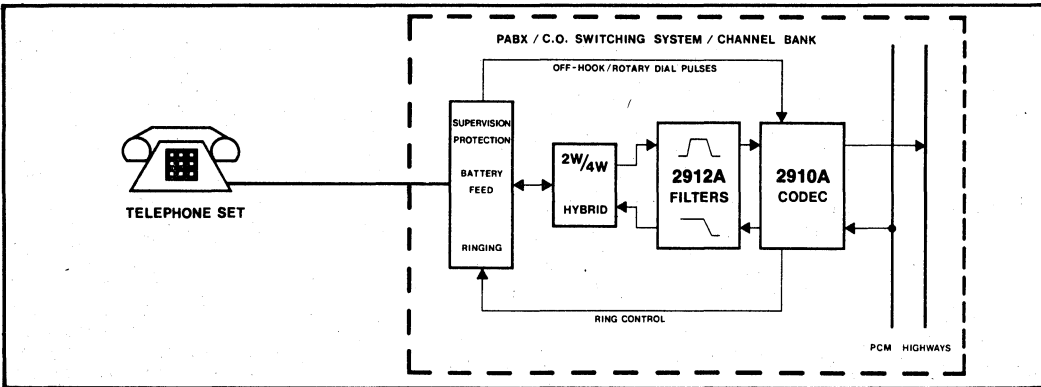 PABX / C.O. SWITCHING SYSTEM / CHANNEL BANK
OFF-HOOK/ROTARY DIAL PULSES
SUPERVISION
PROTECTION
BATTERY
FEED
RINGING
2W/4W
HYBRID
2912A
FILTERS
2910A
CODEC
TELEPHONE SET
RING CONTROL
PCM HIGHWAYS